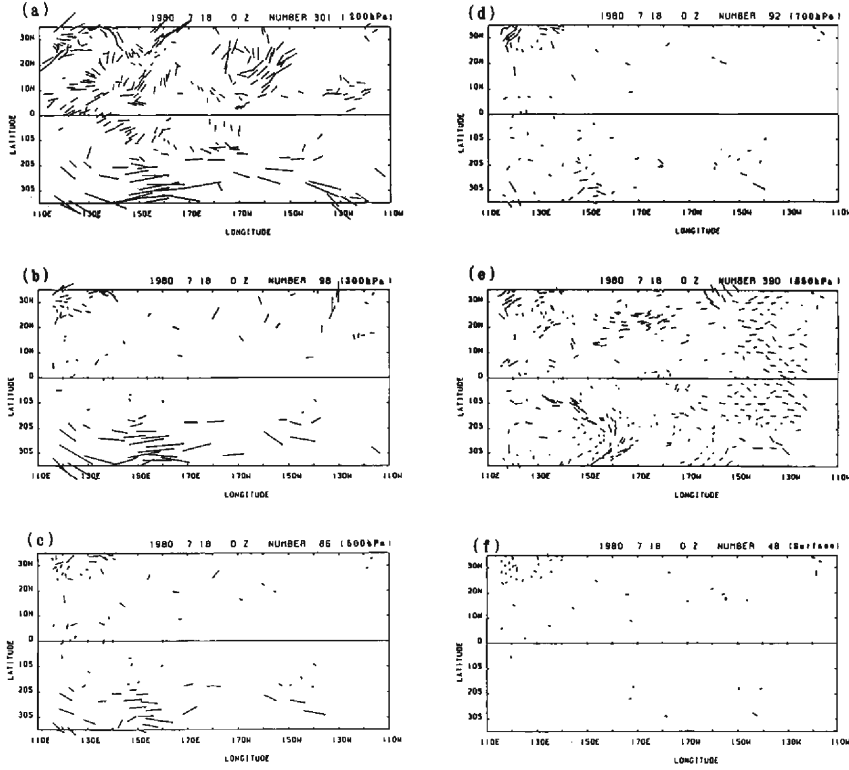 (a)
1980 7 18 0 Z NUMBER 301 (200hPa)
30N
20N
10N
0
10S
20S
30S
LATITUDE
110E 130E 150E 170E 170W 150W 130W 110W
LONGITUDE
(b)
1980 7 18 0 Z NUMBER 98 (300hPa)
30N
20N
10N
0
10S
20S
30S
LATITUDE
110E 130E 150E 170E 170W 150W 130W 110W
LONGITUDE
(c)
1980 7 18 0 Z NUMBER 86 (500hPa)
30N
20N
10N
0
10S
20S
30S
LATITUDE
110E 130E 150E 170E 170W 150W 130W 110W
LONGITUDE
(d)
1980 7 18 0 Z NUMBER 92 (700hPa)
30N
20N
10N
0
10S
20S
30S
LATITUDE
110E 130E 150E 170E 170W 150W 130W 110W
LONGITUDE
(e)
1980 7 18 0 Z NUMBER 390 (850hPa)
30N
20N
10N
0
10S
20S
30S
LATITUDE
110E 130E 150E 170E 170W 150W 130W 110W
LONGITUDE
(f)
1980 7 18 0 Z NUMBER 48 (Surface)
30N
20N
10N
0
10S
20S
30S
LATITUDE
110E 130E 150E 170E 170W 150W 130W 110W
LONGITUDE